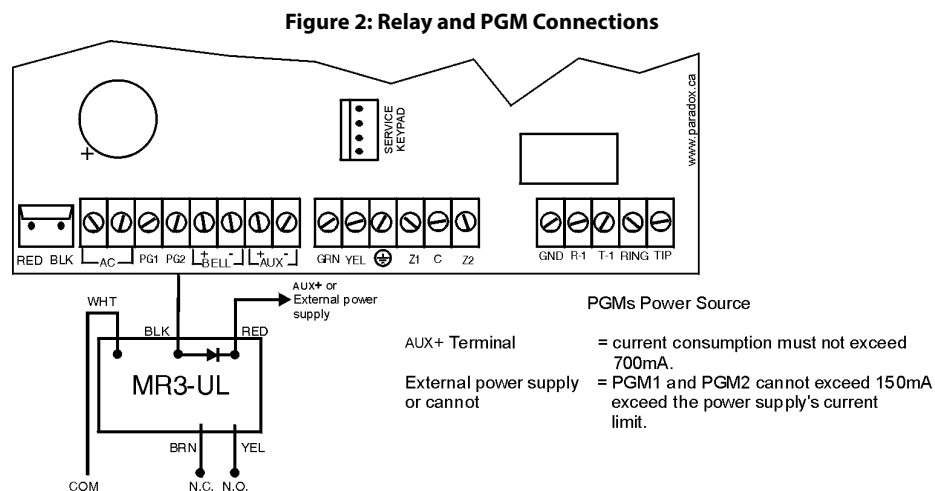 Figure 2: Relay and PGM Connections
www.paradox.ca
SERVICE
KEYPAD
+
RED BLK AC PG1 PG2 + BELL - + AUX - GRN YEL Z1 C Z2 GND R-1 T-1 RING TIP
AUX+ or
External power
supply
WHT
BLK
RED
MR3-UL
BRN
YEL
COM
N.C.
N.O.
PGMs Power Source
AUX+ Terminal = current consumption must not exceed
700mA.
External power supply = PGM1 and PGM2 cannot exceed 150mA
or cannot exceed the power supply's current
limit.